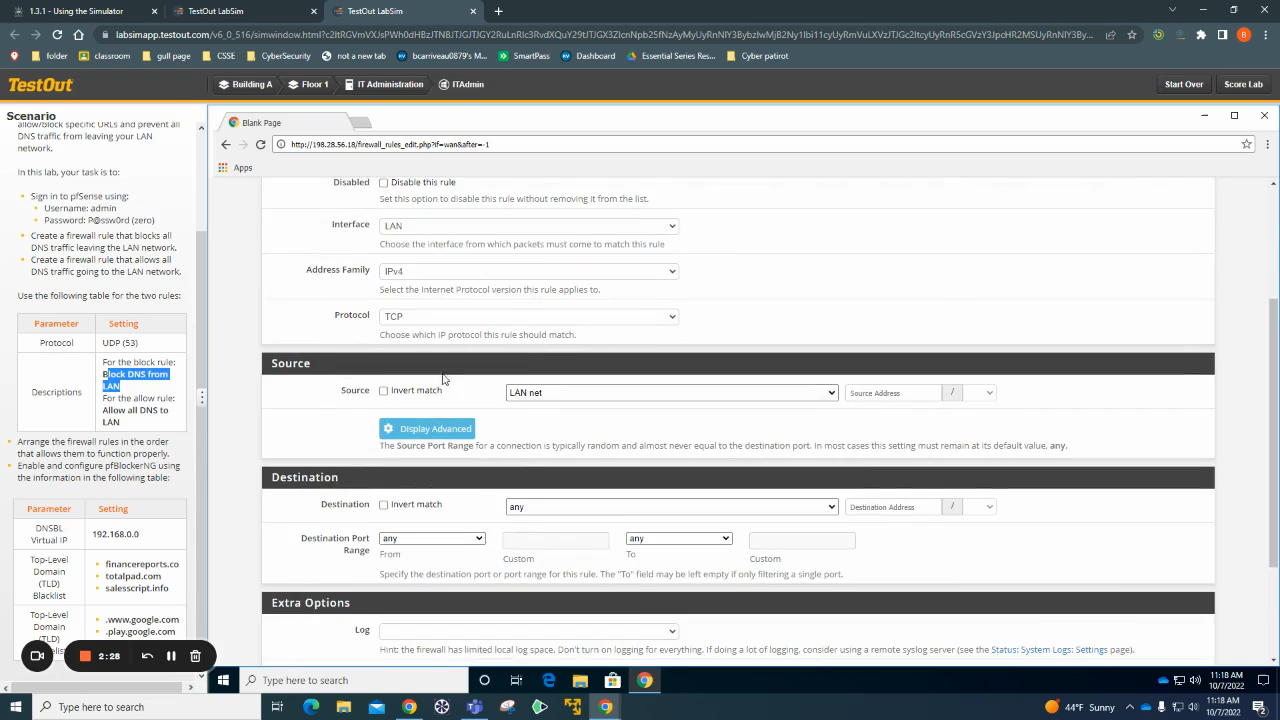 1.3.1 - Using the Simulator
TestOut LabSim
TestOut LabSim
folder
classroom
gull page
CSSE
CyberSecurity
not a new tab
bcarriveau0879's M...
SmartPass
Dashboard
Essential Series Res...
Cyber patriot
TestOut
Building A
Floor 1
IT Administration
ITAdmin
Start Over
Score Lab
Scenario
allow/block specific URLs and prevent all
DNS traffic from leaving your LAN
network.
In this lab, your task is to:
Sign in to pfSense using:
Username: admin
Password: P@ssw0rd (zero)
Create a firewall rule that blocks all
DNS traffic leaving the LAN network.
Create a firewall rule that allows all
DNS traffic going to the LAN network.
Use the following table for the two rules:
Parameter Setting
Protocol UDP (53)
Descriptions
For the block rule:
Block DNS from
LAN
For the allow rule:
Allow all DNS to
LAN
Arrange the firewall rules in the order
that allows them to function properly.
Enable and configure pfBlockerNG using
the information in the following table:
Parameter Setting
DNSBL
Virtual IP
192.168.0.0
Top-Level
Domain
(TLD)
Blacklist
financereports.co
totalpad.com
salesscript.info
Top-Level
Domain
(TLD)
.www.google.com
.play.google.com
2:28
Blank Page
http://198.28.56.18/firewall_rules_edit.php?if=wan&after=-1
Apps
Disabled Disable this rule
Set this option to disable this rule without removing it from the list.
Interface LAN
Choose the interface from which packets must come to match this rule
Address Family IPv4
Select the Internet Protocol version this rule applies to.
Protocol TCP
Choose which IP protocol this rule should match.
Source
Source Invert match LAN net Source Address /
Display Advanced
The Source Port Range for a connection is typically random and almost never equal to the destination port. In most cases this setting must remain at its default value, any.
Destination
Destination Invert match any Destination Address /
Destination Port
Range
any any
From Custom To Custom
Specify the destination port or port range for this rule. The "To" field may be left empty if only filtering a single port.
Extra Options
Log
Hint: the firewall has limited local log space. Don't turn on logging for everything. If doing a lot of logging, consider using a remote syslog server (see the Status: System Logs: Settings page).
Type here to search
11:18 AM
10/7/2022
Type here to search
44°F Sunny
11:18 AM
10/7/2022
2